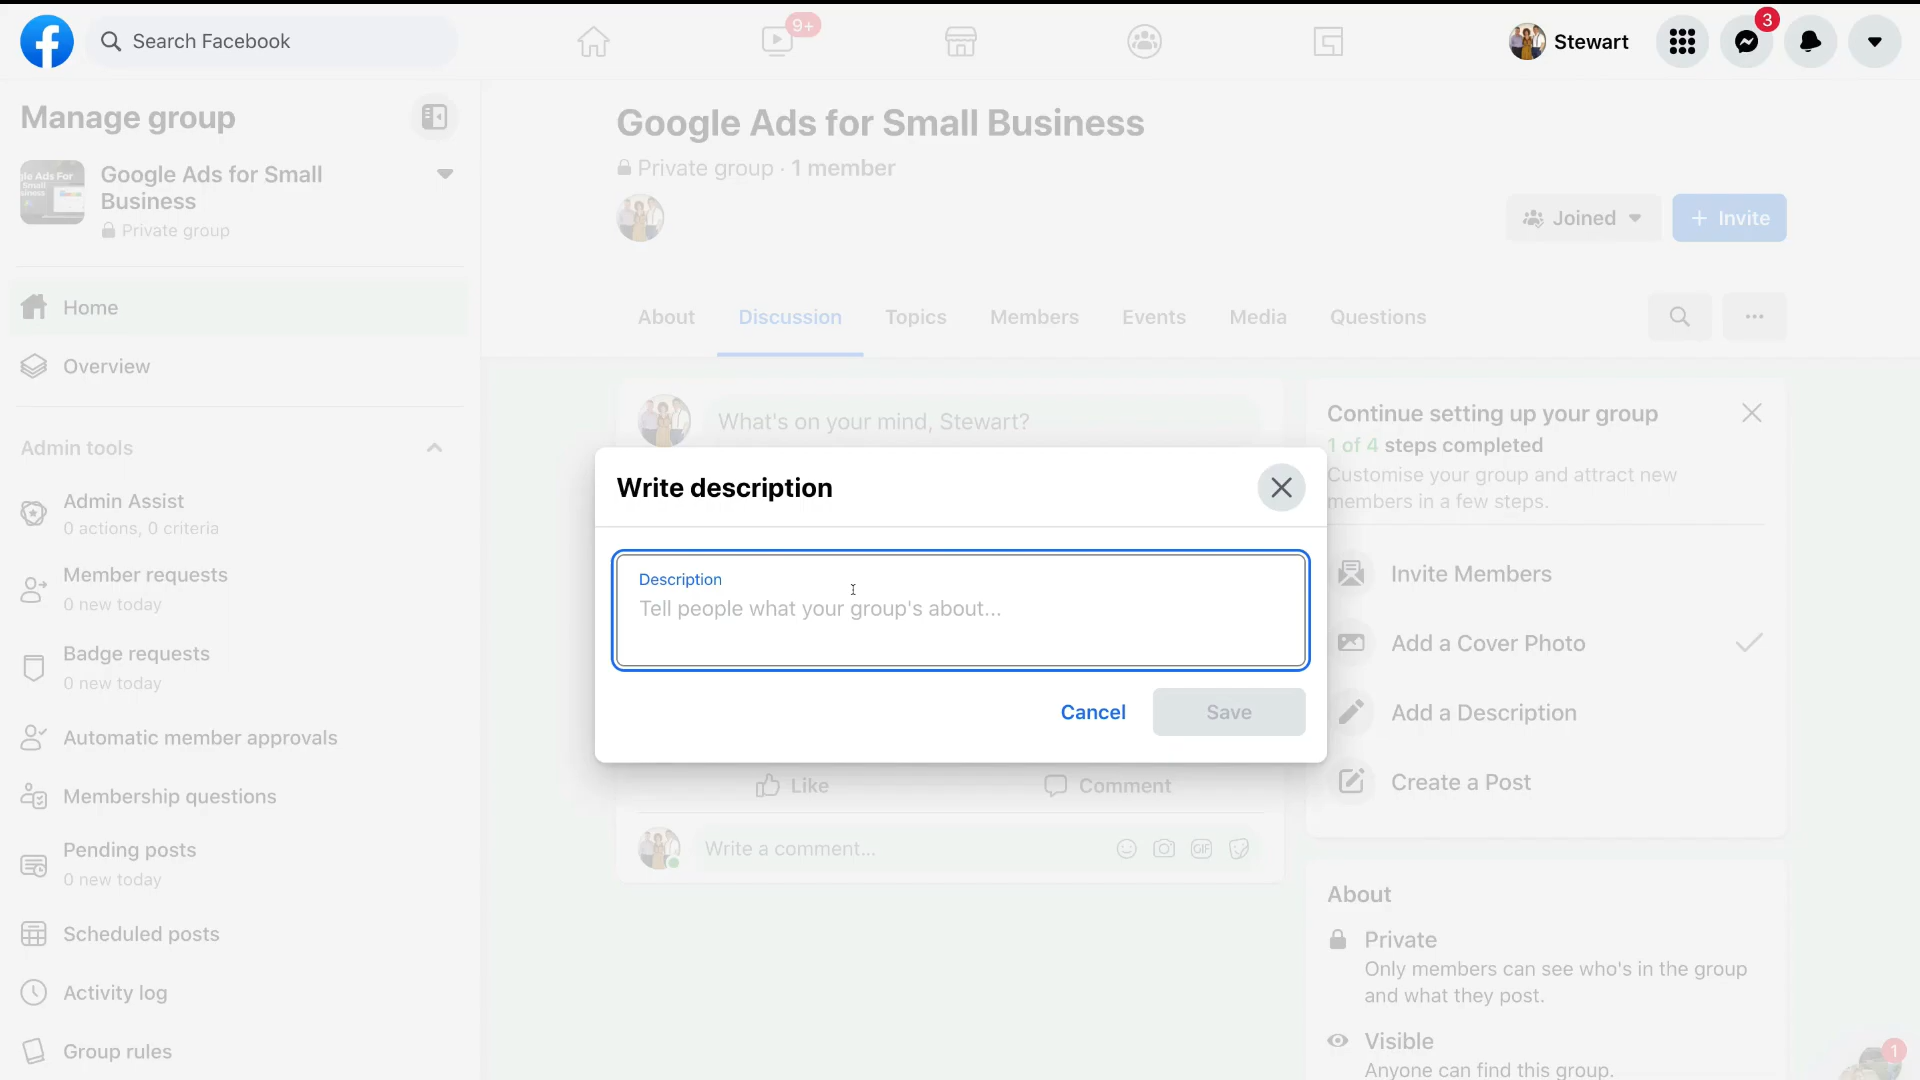 Search Facebook
9+
Stewart
3
Manage group
Google Ads for Small
Business
Private group
Home
Overview
Admin tools
Admin Assist
0 actions, 0 criteria
Member requests
0 new today
Badge requests
0 new today
Automatic member approvals
Membership questions
Pending posts
0 new today
Scheduled posts
Activity log
Group rules
Google Ads for Small Business
Private group · 1 member
Joined
+ Invite
About
Discussion
Topics
Members
Events
Media
Questions
What's on your mind, Stewart?
Write description
Description
Tell people what your group's about...
Cancel
Save
Like
Comment
Write a comment...
GIF
Continue setting up your group
1 of 4 steps completed
Customise your group and attract new
members in a few steps.
Invite Members
Add a Cover Photo
Add a Description
Create a Post
About
Private
Only members can see who's in the group
and what they post.
Visible
Anyone can find this group.
1